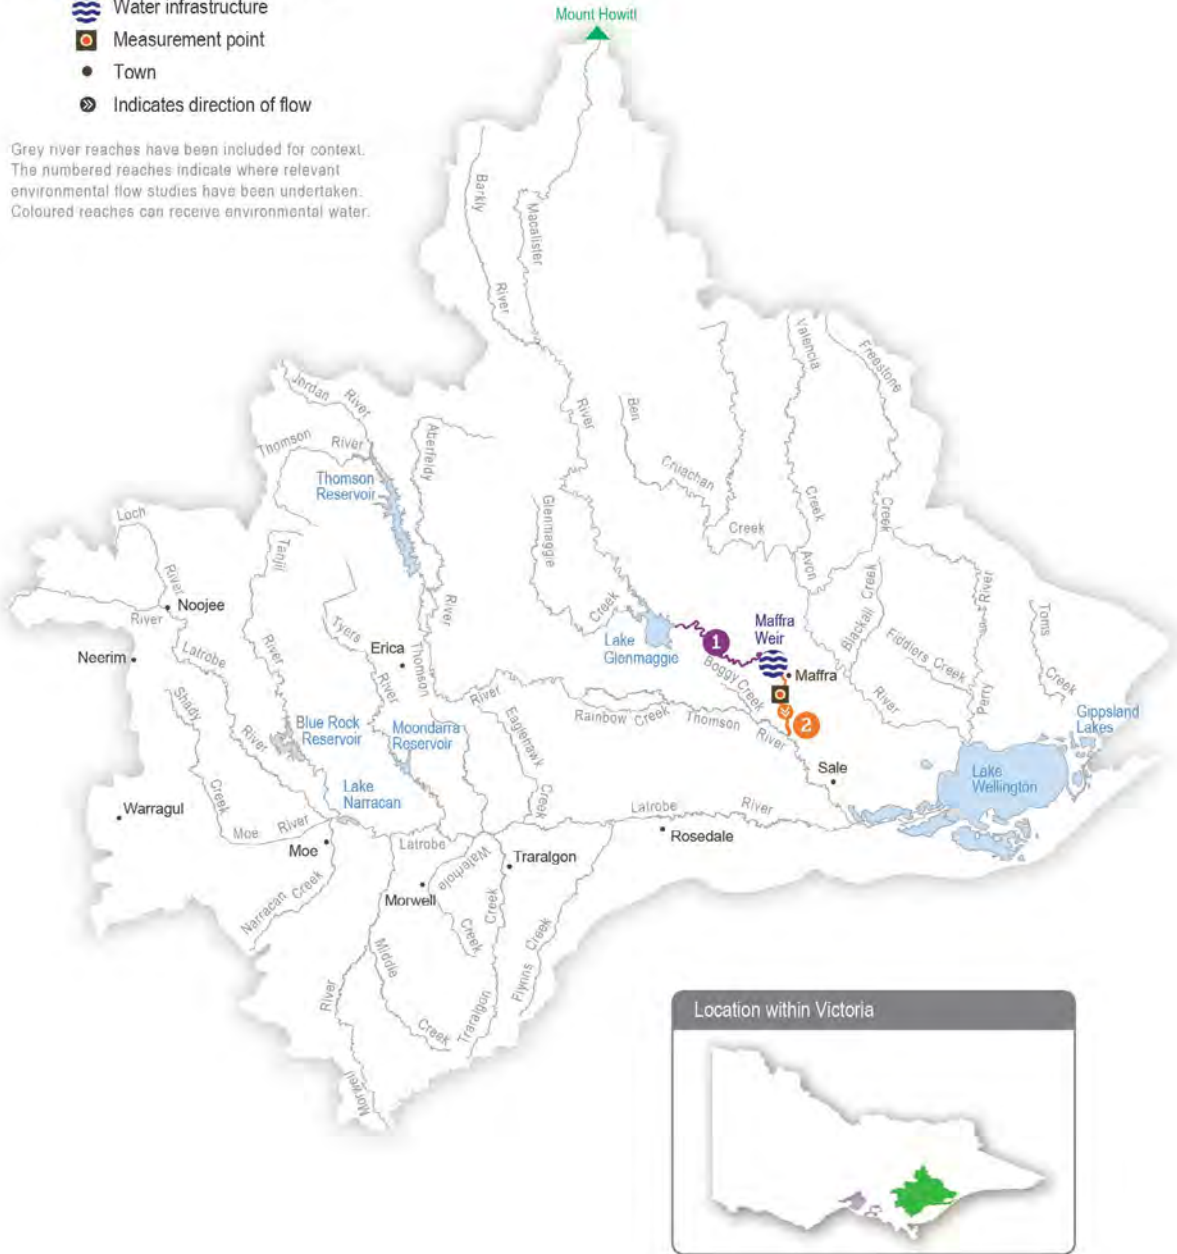 Water infrastructure
Measurement point
Town
Indicates direction of flow
Grey river reaches have been included for context.
The numbered reaches indicate where relevant
environmental flow studies have been undertaken.
Coloured reaches can receive environmental water.
Mount Howitt
Barkly
River
Macalister
River
Valencia
Creek
Freestone
Creek
Ben
Cruachan
Creek
Jordan River
Thomson River
Aberfeldy
River
Thomson
Reservoir
Glenmaggie
Creek
Loch
River
Tanjil
River
Noojee
River
Neerim
Latrobe
River
Tyers
River
Erica
Thomson
River
Lake
Glenmaggie
1
Maffra
Weir
Maffra
Boggy Creek
2
Avon
River
Blackall Creek
Fiddlers Creek
Perry
River
Toms
Creek
Gippsland
Lakes
Shady
Creek
Blue Rock
Reservoir
Moondarra
Reservoir
Eaglehawk
Creek
Rainbow Creek
Thomson River
Sale
Lake
Wellington
Lake
Narracan
Warragul
Moe River
Moe
Latrobe
Latrobe River
Rosedale
Narracan Creek
Waterhole
Creek
Traralgon
Morwell
Middle
Creek
Traralgon
Creek
Flynns Creek
River
Morwell
Location within Victoria